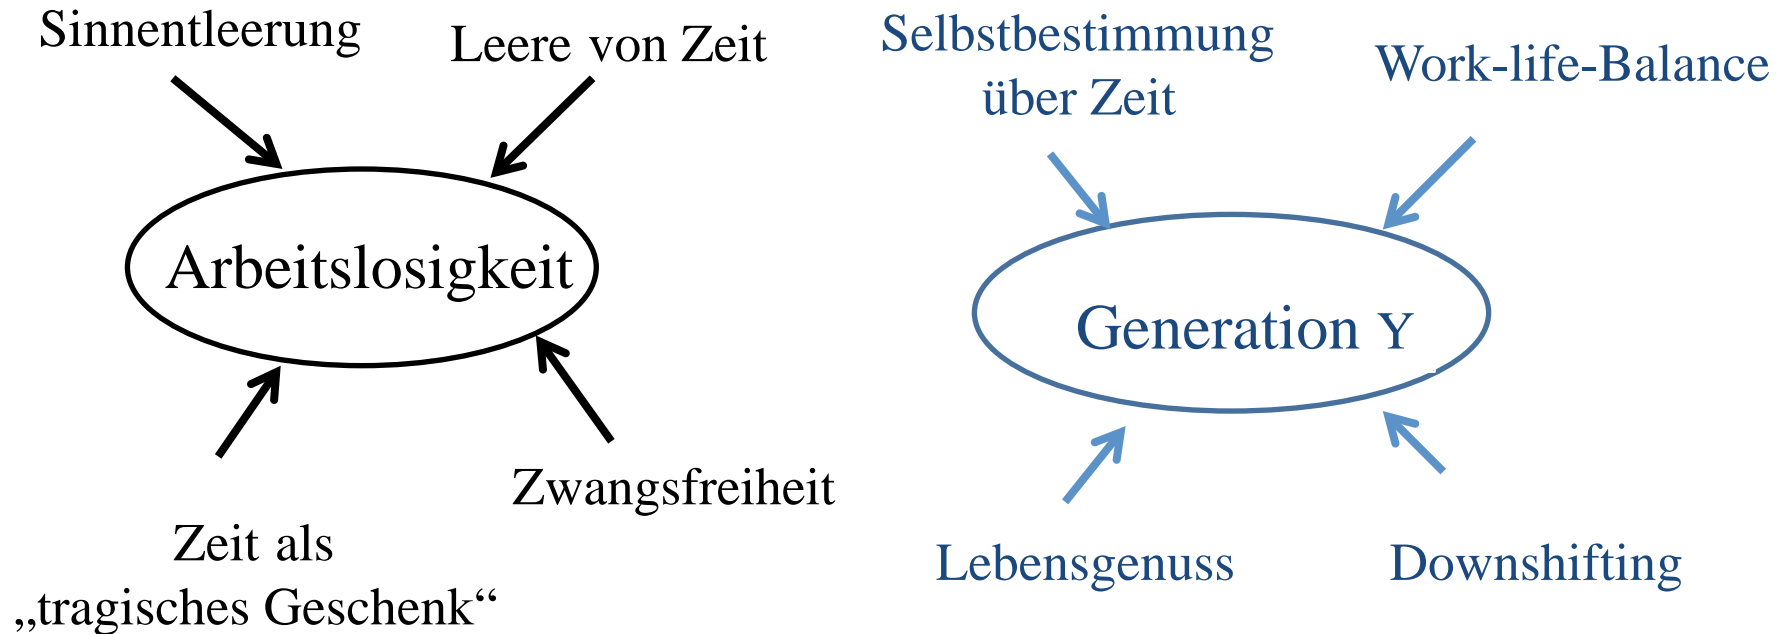 Sinnentleerung
Leere von Zeit
Arbeitslosigkeit
Zwangsfreiheit
Zeit als
„tragisches Geschenk“
Selbstbestimmung
über Zeit
Work-life-Balance
Generation Y
Lebensgenuss
Downshifting